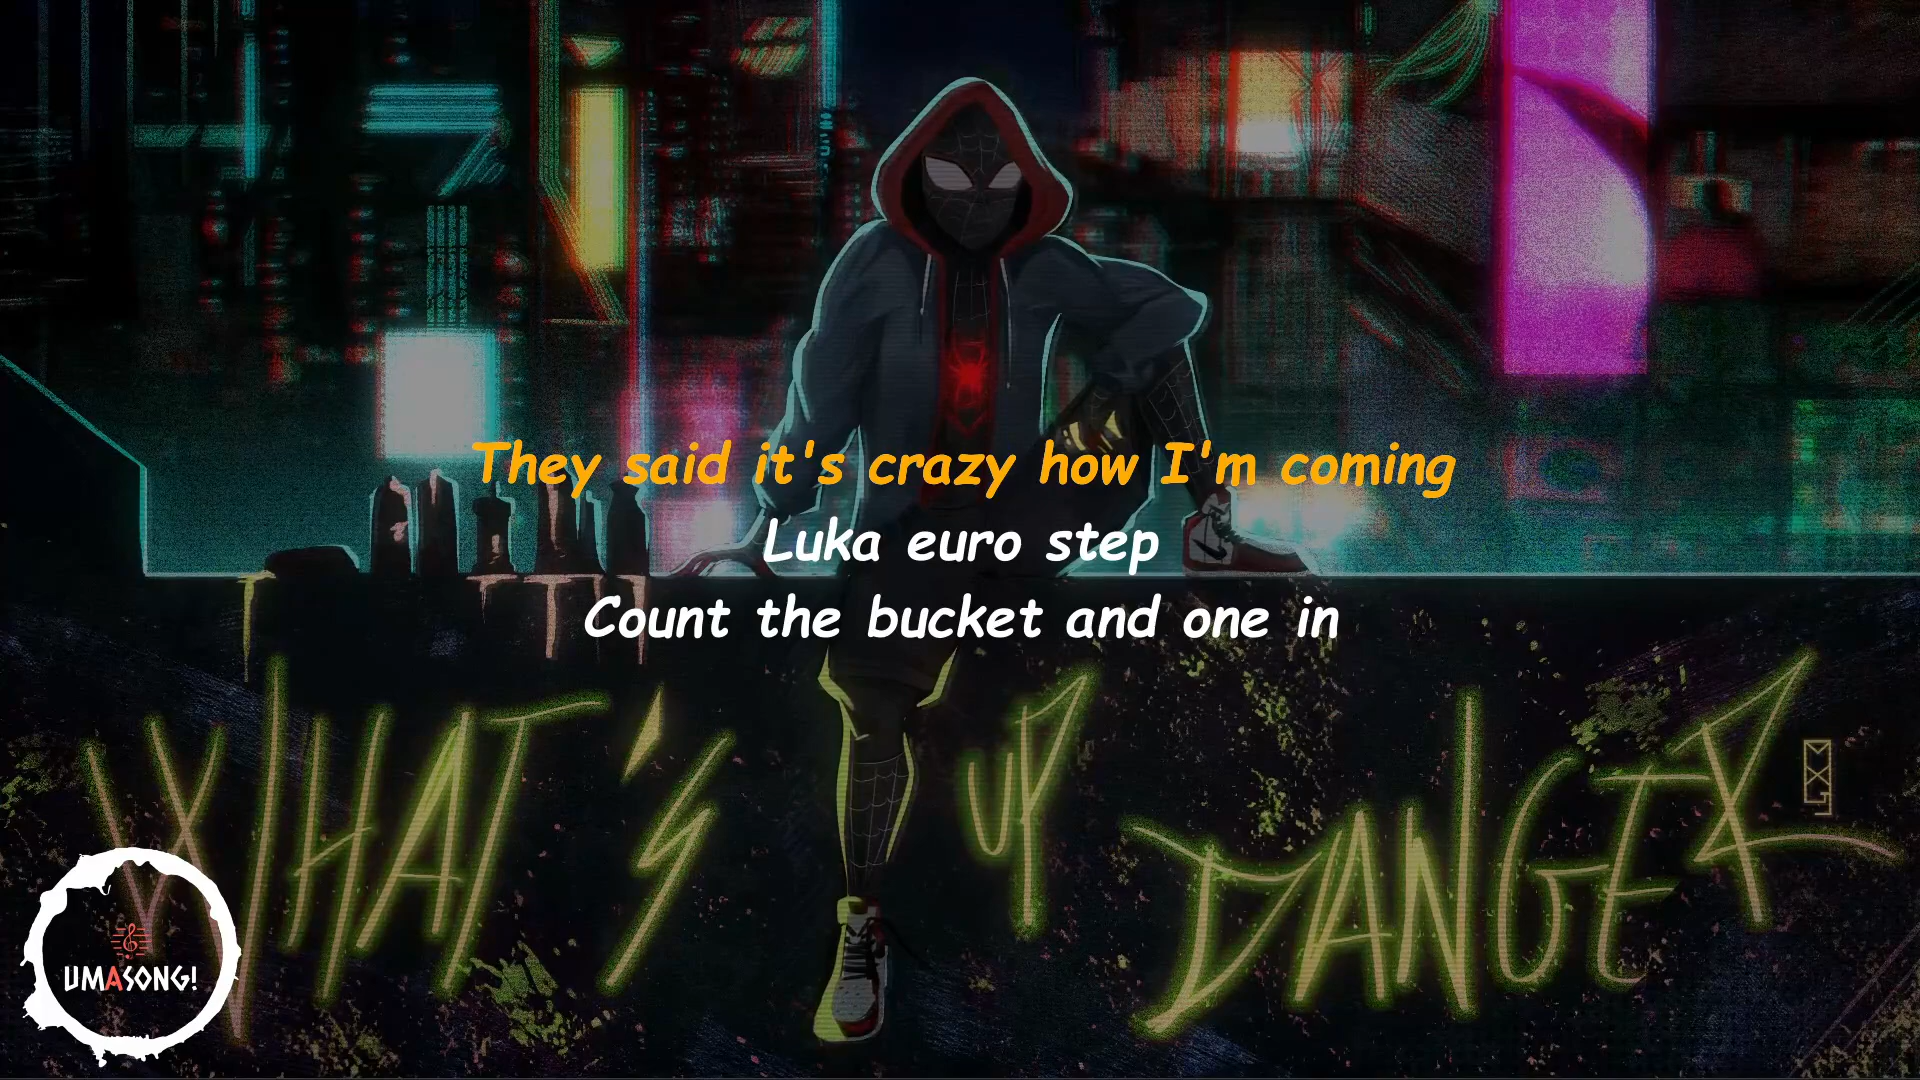 They said it's crazy how I'm coming
Luka euro step
Count the bucket and one in
WHAT'S UP DANGER
UMASONG!